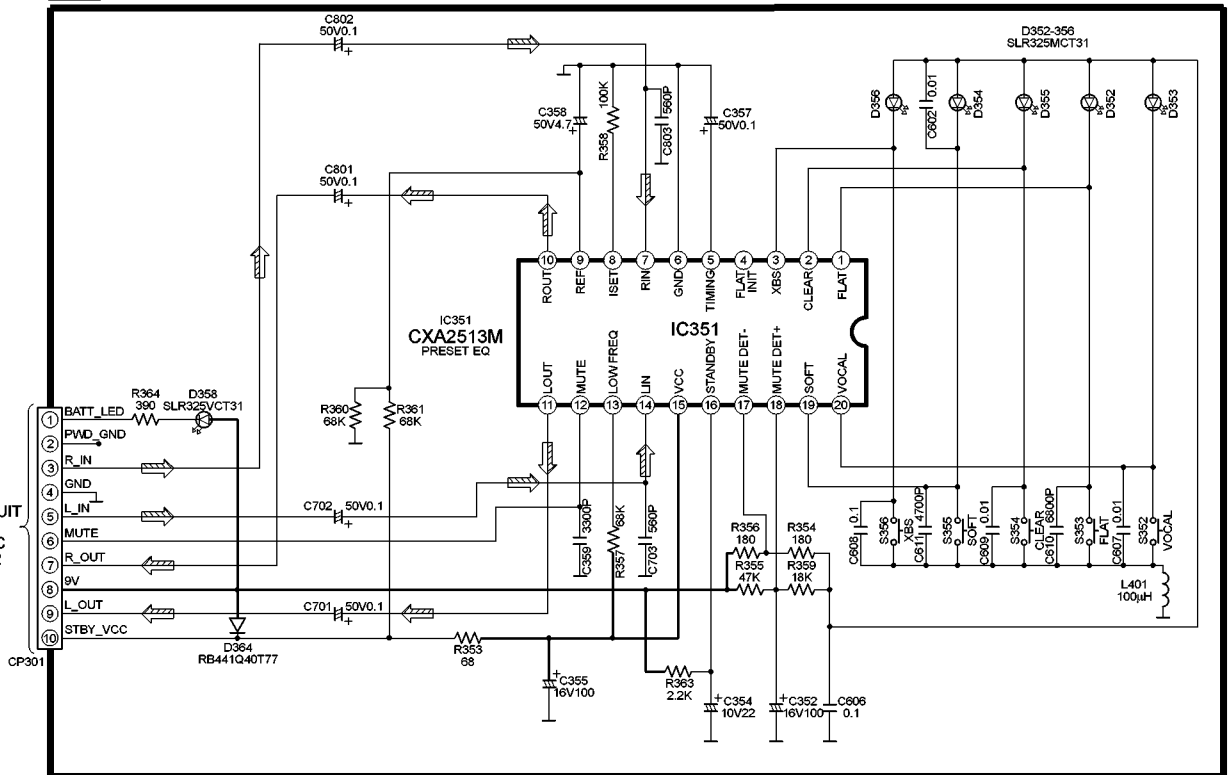 C802
50V0.1
D352-356
SLR325MCT31
C358
50V4.7
100K
R358
560P
C803
C357
50V0.1
D356
0.01
C602
D354
D355
D352
D353
C801
50V0.1
10 9 8 7 6 5 4 3 2 1
ROUT
REF
ISET
RIN
GND
TIMING
FLAT INIT
XBS
CLEAR
FLAT
IC351
CXA2513M
PRESET EQ
IC351
LOUT
MUTE
LOW FREQ
LIN
VCC
STANDBY
MUTE DET-
MUTE DET+
SOFT
VOCAL
11 12 13 14 15 16 17 18 19 20
R364
390
D358
SLR325VCT31
R360
68K
R361
68K
1 BATT_LED
2 PWD_GND
3 R_IN
4 GND
5 L_IN
6 MUTE
7 R_OUT
8 9V
9 L_OUT
10 STBY_VCC
CP301
UIT
C
C702
50V0.1
C701
50V0.1
3300P
C359
68K
R357
560P
C703
R356
180
R354
180
R355
47K
R359
18K
0.1
C608
S356
XBS
4700P
C611
S355
SOFT
0.01
C609
S354
CLEAR
6800P
C610
S353
FLAT
0.01
C607
S352
VOCAL
L401
100µH
D364
RB441Q40T77
R353
68
C355
16V100
R363
2.2K
C354
10V22
C352
16V100
C606
0.1